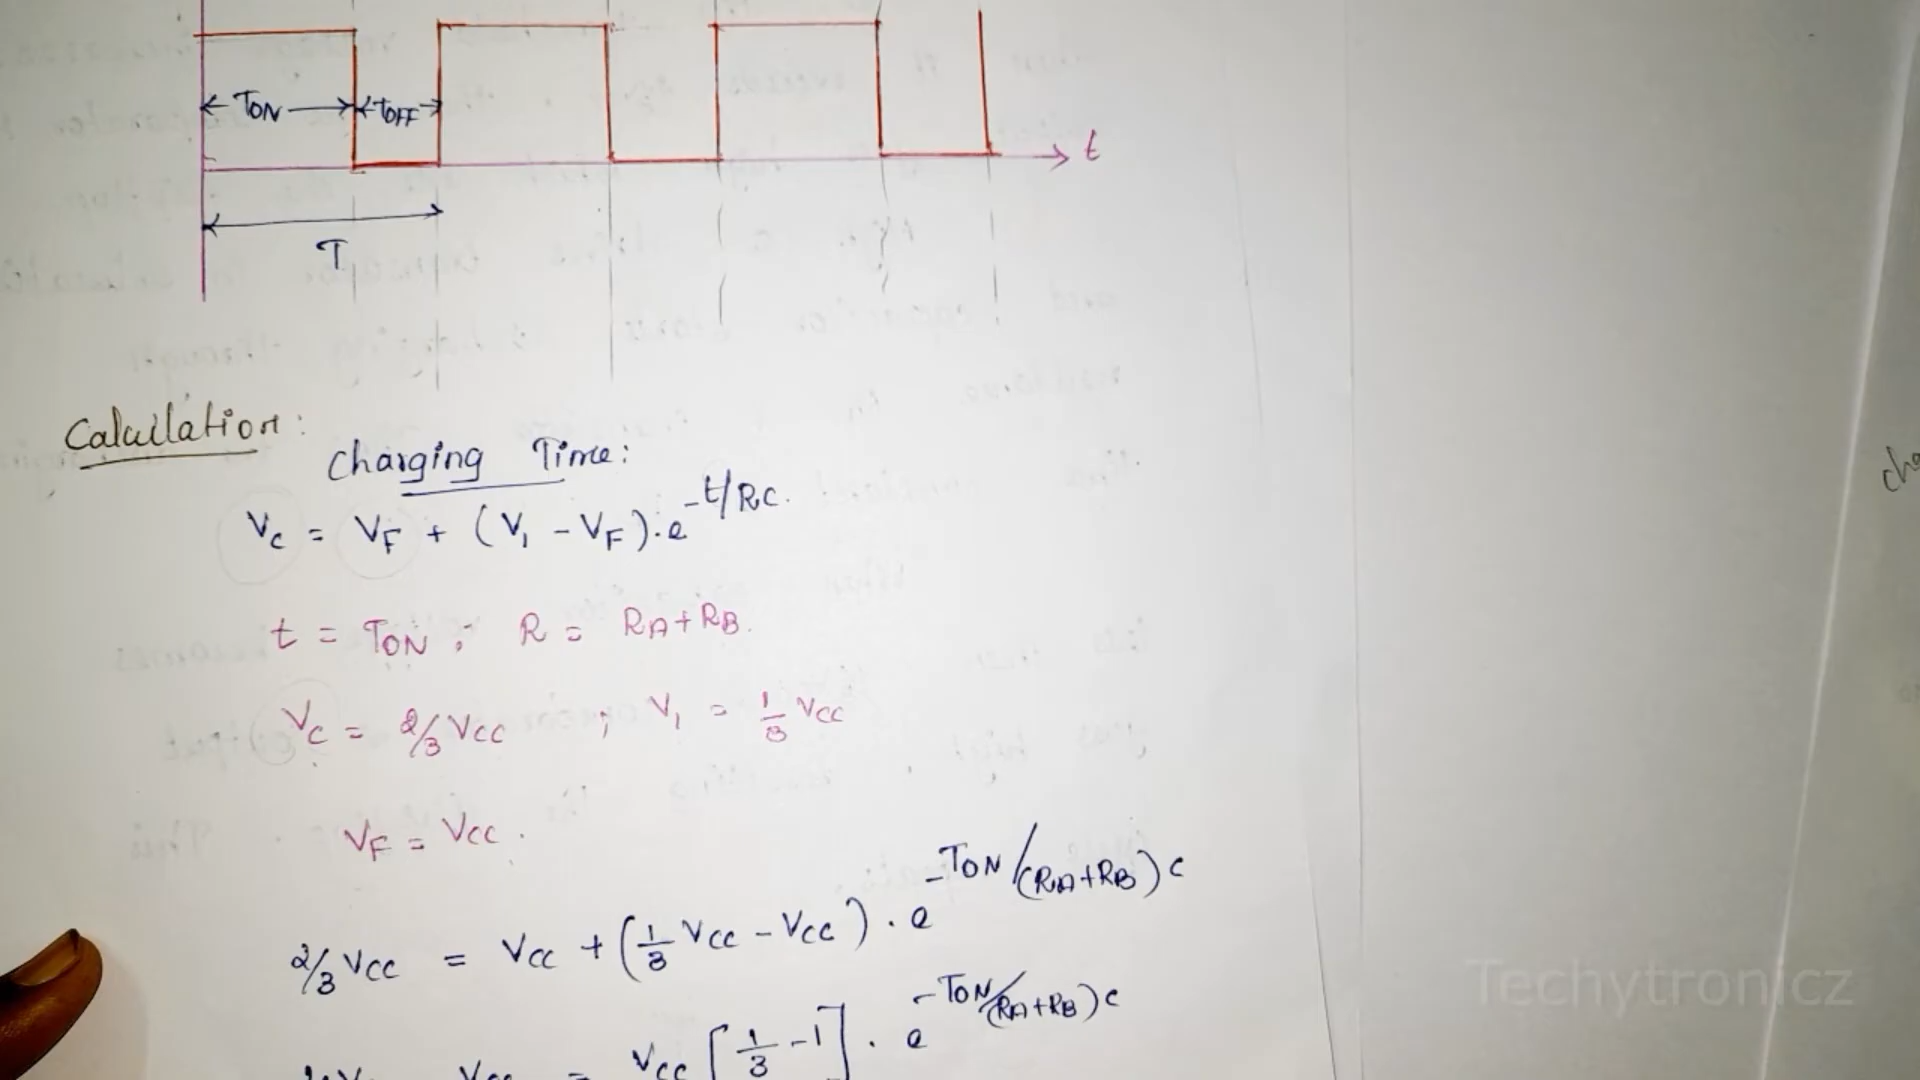 TON TOFF
t
T
Calculation:
Charging Time:
Vc = VF + (V1 - VF).e^-t/RC.
t = TON ; R = RA+RB.
Vc = 2/3 Vcc ; V1 = 1/3 Vcc
VF = Vcc.
2/3 Vcc = Vcc + (1/3 Vcc - Vcc) . e^-TON/(RA+RB)C
= Vcc [1/3 - 1] . e^-TON/(RA+RB)C
Techytronicz